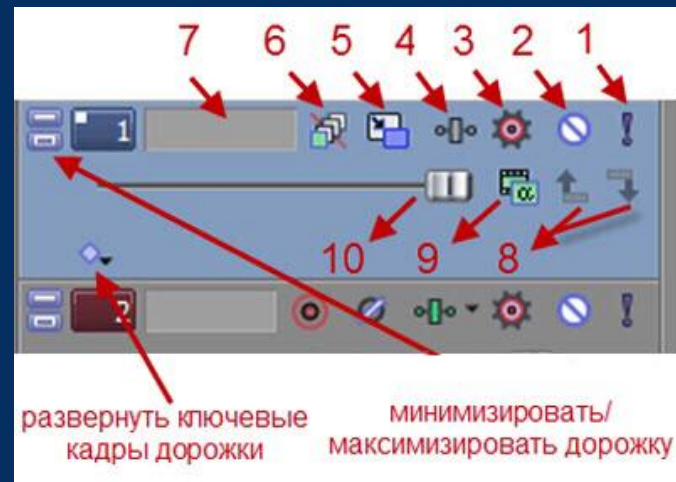 7 6 5 4 3 2 1
1
α
10 9 8
2
развернуть ключевые
кадры дорожки
минимизировать/
максимизировать дорожку